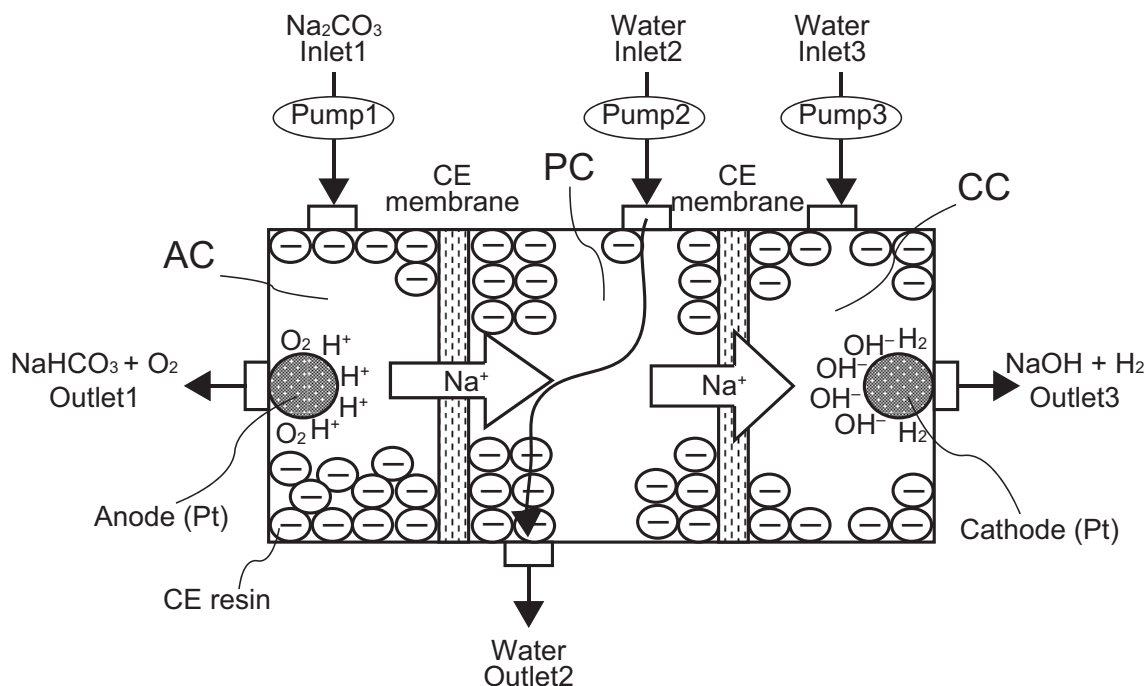 Na₂CO₃
Inlet1
Water
Inlet2
Water
Inlet3
Pump1
Pump2
Pump3
CE
membrane
PC
CE
membrane
CC
AC
O₂ H⁺
H⁺
H⁺
O₂ H⁺
Na⁺
Na⁺
OH⁻ H₂
OH⁻
OH⁻
OH⁻ H₂
NaHCO₃ + O₂
Outlet1
NaOH + H₂
Outlet3
Anode (Pt)
Cathode (Pt)
CE resin
Water
Outlet2